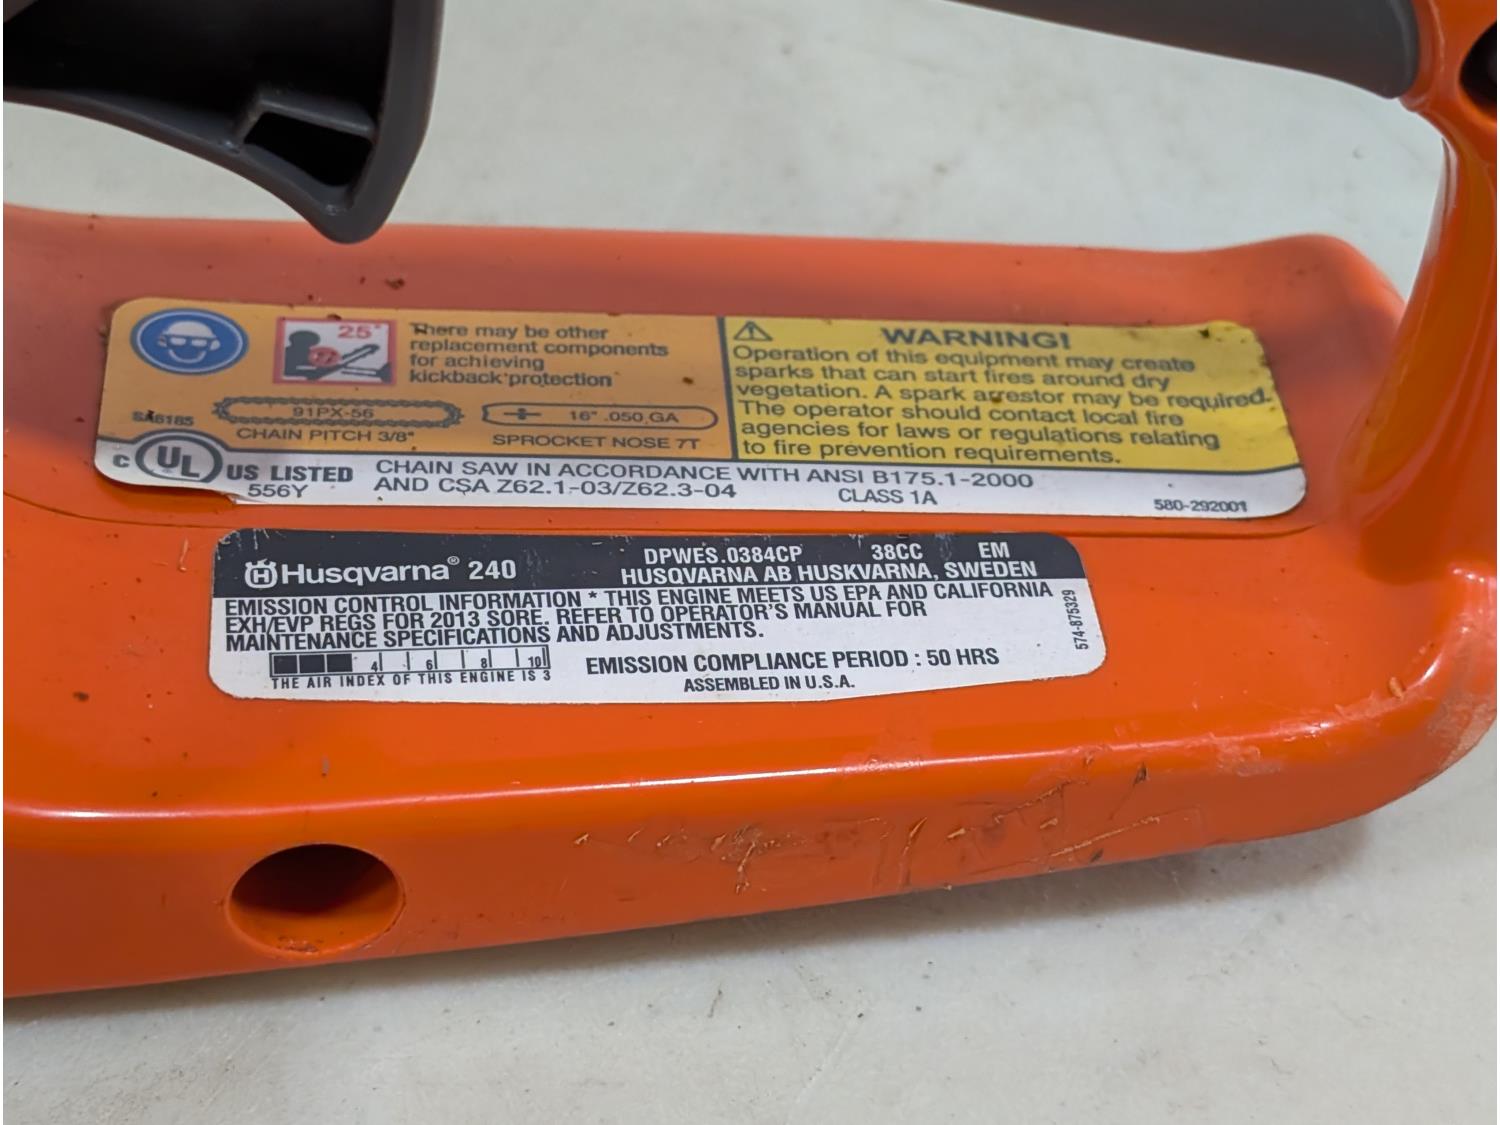 25°
There may be other
replacement components
for achieving
kickback protection
91PX-56
16" .050 GA
SA6185
CHAIN PITCH 3/8"
SPROCKET NOSE 7T
WARNING!
Operation of this equipment may create
sparks that can start fires around dry
vegetation. A spark arrestor may be required.
The operator should contact local fire
agencies for laws or regulations relating
to fire prevention requirements.
C UL US LISTED
556Y
CHAIN SAW IN ACCORDANCE WITH ANSI B175.1-2000
AND CSA Z62.1-03/Z62.3-04 CLASS 1A
580-292001
Husqvarna® 240
DPWES.0384CP 38CC EM
HUSQVARNA AB HUSKVARNA, SWEDEN
EMISSION CONTROL INFORMATION * THIS ENGINE MEETS US EPA AND CALIFORNIA
EXH/EVP REGS FOR 2013 SORE. REFER TO OPERATOR'S MANUAL FOR
MAINTENANCE SPECIFICATIONS AND ADJUSTMENTS.
4 6 8 10
THE AIR INDEX OF THIS ENGINE IS 3
EMISSION COMPLIANCE PERIOD : 50 HRS
ASSEMBLED IN U.S.A.
574-875329